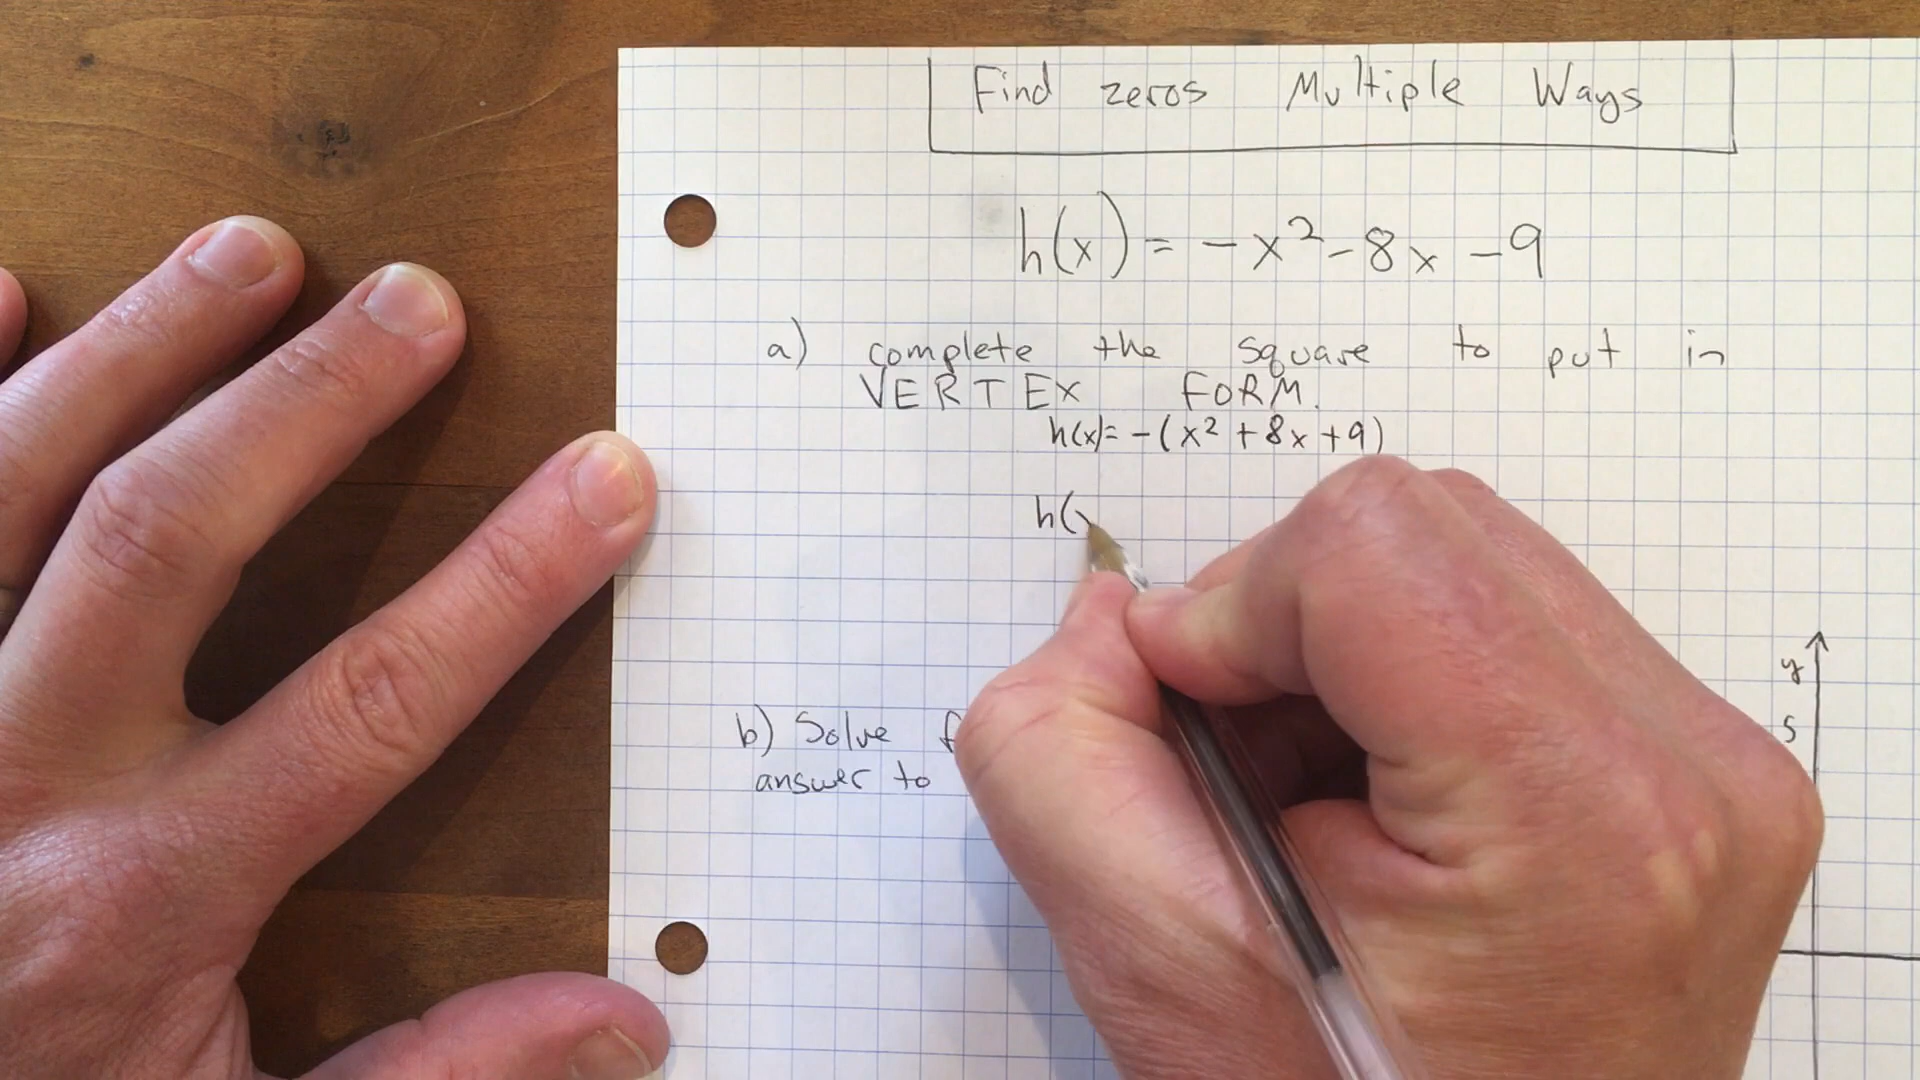 Find zeros Multiple Ways
h(x) = -x² - 8x - 9
a) complete the square to put in
VERTEX FORM.
h(x) = -(x² + 8x + 9)
h(
b) Solve
answer to
y
5